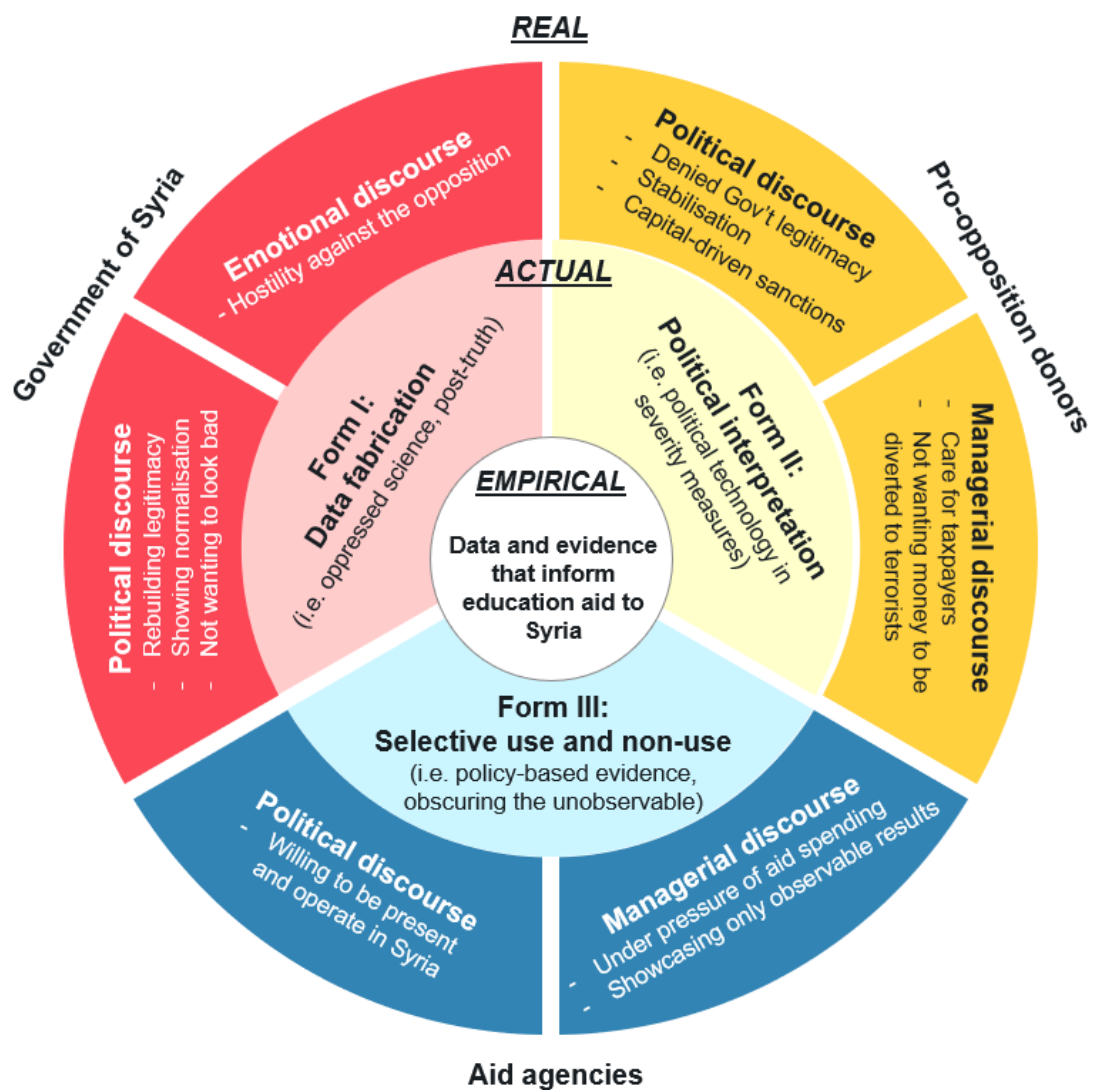 REAL
Government of Syria
Pro-opposition donors
Aid agencies
Emotional discourse
- Hostility against the opposition
Political discourse
- Denied Gov't legitimacy
- Stabilisation
- Capital-driven sanctions
Political discourse
- Rebuilding legitimacy
- Showing normalisation
- Not wanting to look bad
Managerial discourse
- Care for taxpayers
- Not wanting money to be
diverted to terrorists
Political discourse
- Willing to be present
and operate in Syria
Managerial discourse
- Under pressure of aid spending
- Showcasing only observable results
ACTUAL
Form I:
Data fabrication
(i.e. oppressed science, post-truth)
Form II:
Political interpretation
(i.e. political technology in
severity measures)
Form III:
Selective use and non-use
(i.e. policy-based evidence,
obscuring the unobservable)
EMPIRICAL
Data and evidence
that inform
education aid to
Syria